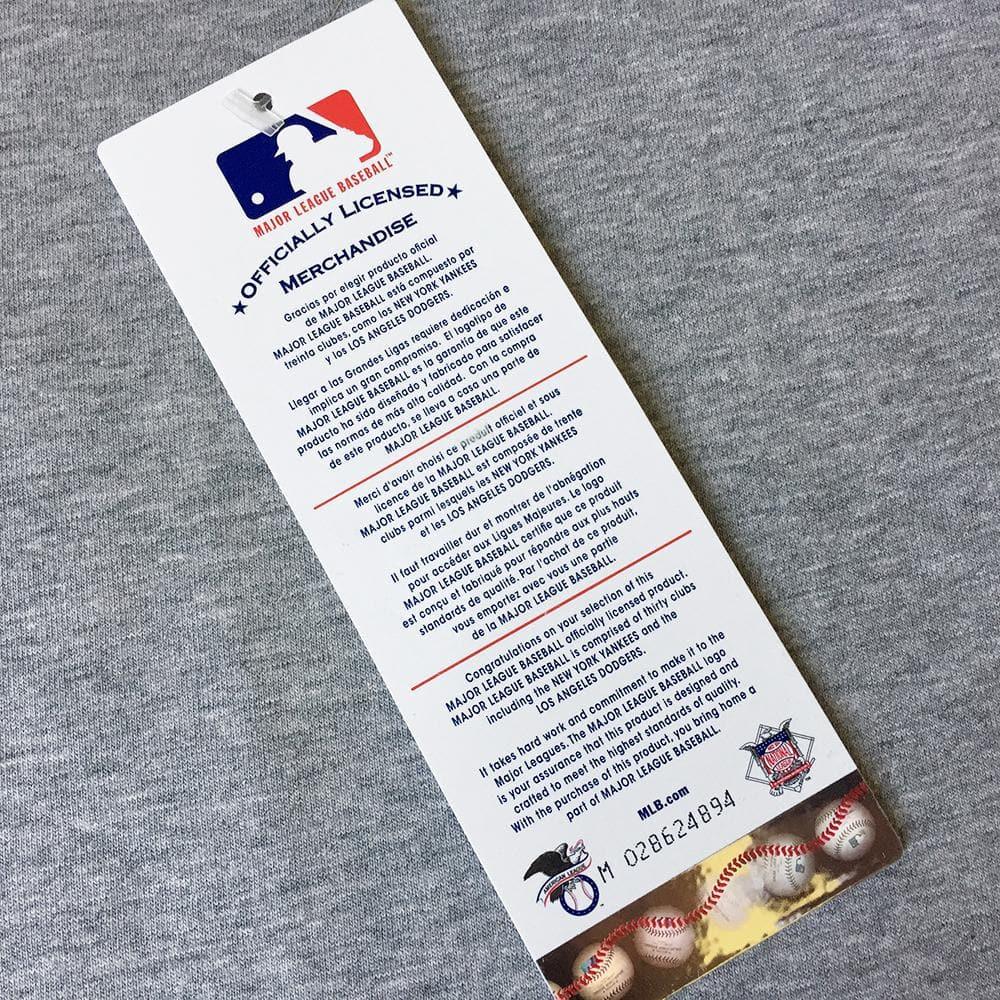 MAJOR LEAGUE BASEBALL™
★ OFFICIALLY LICENSED ★
MERCHANDISE
Gracias por elegir producto oficial
de MAJOR LEAGUE BASEBALL.
MAJOR LEAGUE BASEBALL está compuesto por
treinta clubes, como los NEW YORK YANKEES
y los LOS ANGELES DODGERS.
Llegar a las Grandes Ligas requiere dedicación e
implica un gran compromiso. El logotipo de
MAJOR LEAGUE BASEBALL es la garantía de que este
producto ha sido diseñado y fabricado para satisfacer
las normas de más alta calidad. Con la compra
de este producto, se lleva a casa una parte de
MAJOR LEAGUE BASEBALL.
Merci d'avoir choisi ce produit officiel et sous
licence de la MAJOR LEAGUE BASEBALL.
MAJOR LEAGUE BASEBALL est composée de trente
clubs parmi lesquels les NEW YORK YANKEES
et les LOS ANGELES DODGERS.
Il faut travailler dur et montrer de l'abnégation
pour accéder aux Ligues Majeures. Le logo
MAJOR LEAGUE BASEBALL certifie que ce produit
est conçu et fabriqué pour répondre aux plus hauts
standards de qualité. Par l'achat de ce produit,
vous emportez avec vous une partie
de la MAJOR LEAGUE BASEBALL.
Congratulations on your selection of this
MAJOR LEAGUE BASEBALL officially licensed product.
MAJOR LEAGUE BASEBALL is comprised of thirty clubs
including the NEW YORK YANKEES and the
LOS ANGELES DODGERS.
It takes hard work and commitment to make it to the
Major Leagues. The MAJOR LEAGUE BASEBALL logo
is your assurance that this product is designed and
crafted to meet the highest standards of quality.
With the purchase of this product, you bring home a
part of MAJOR LEAGUE BASEBALL.
MLB.com
NATIONAL
LEAGUE
AMERICAN LEAGUE
M 028624894